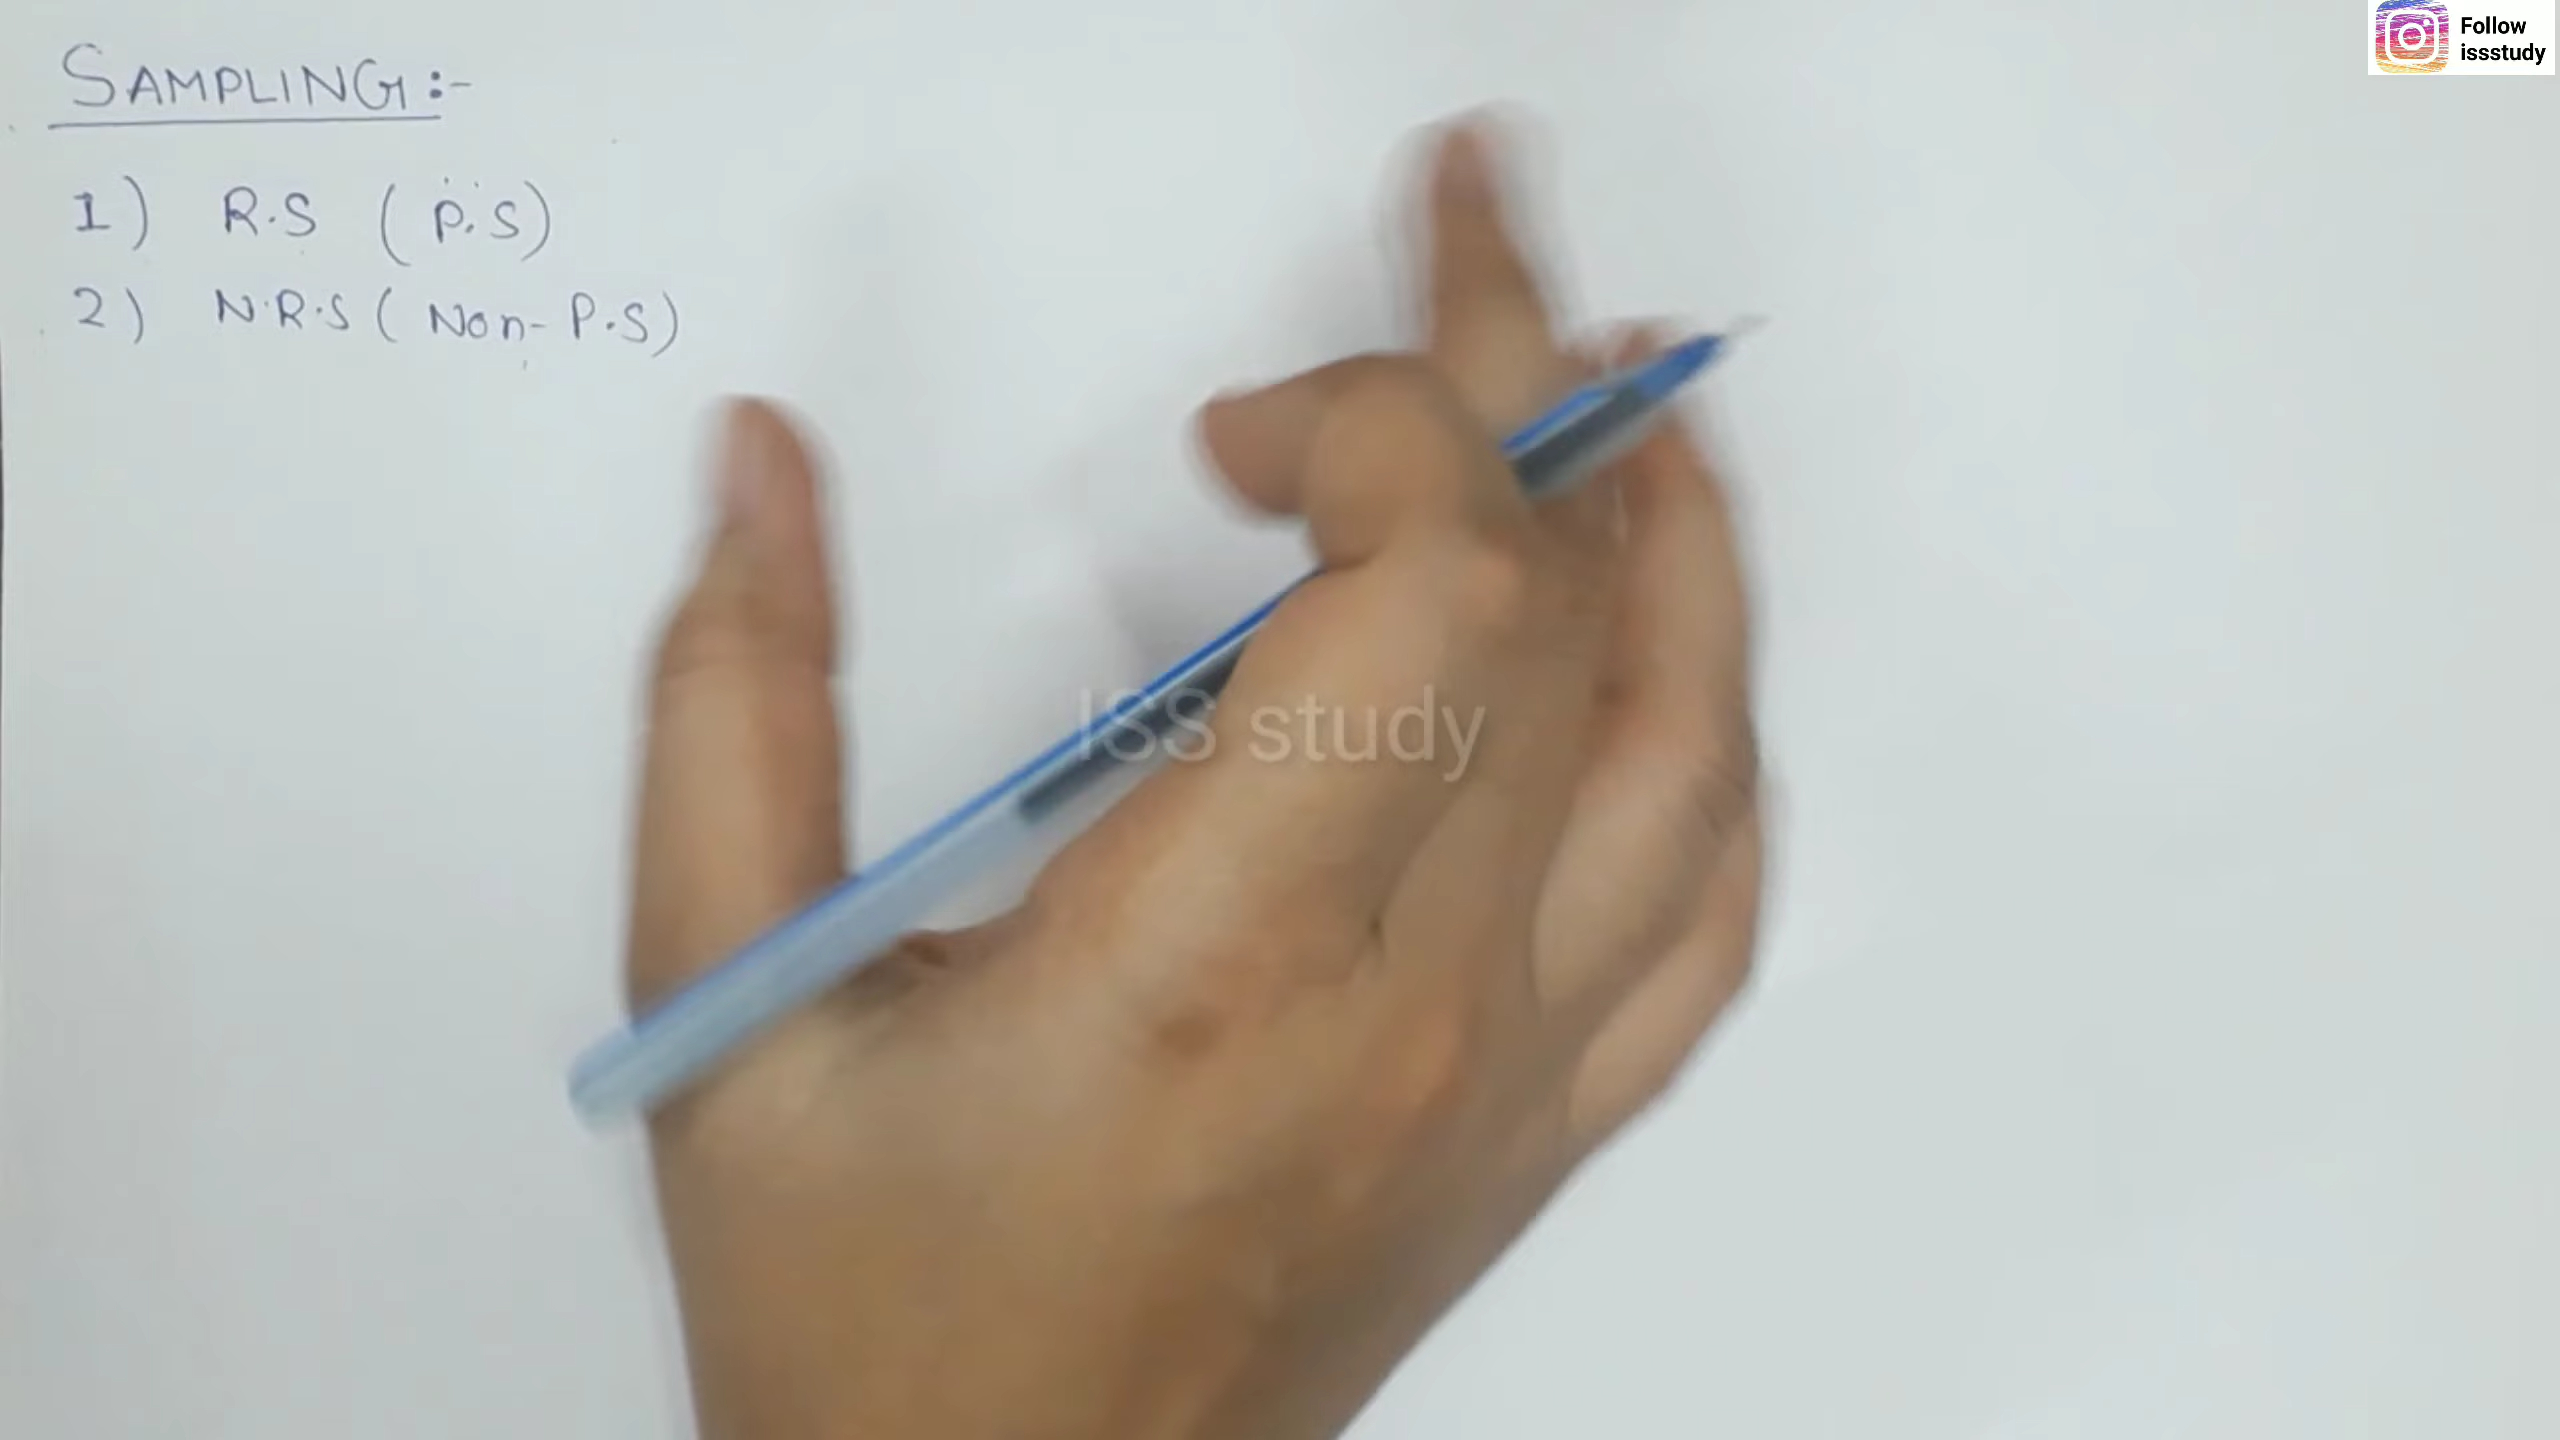 SAMPLING:-
1) R.S (P.S)
2) N.R.S (Non-P.S)
ISS study
Follow
issstudy